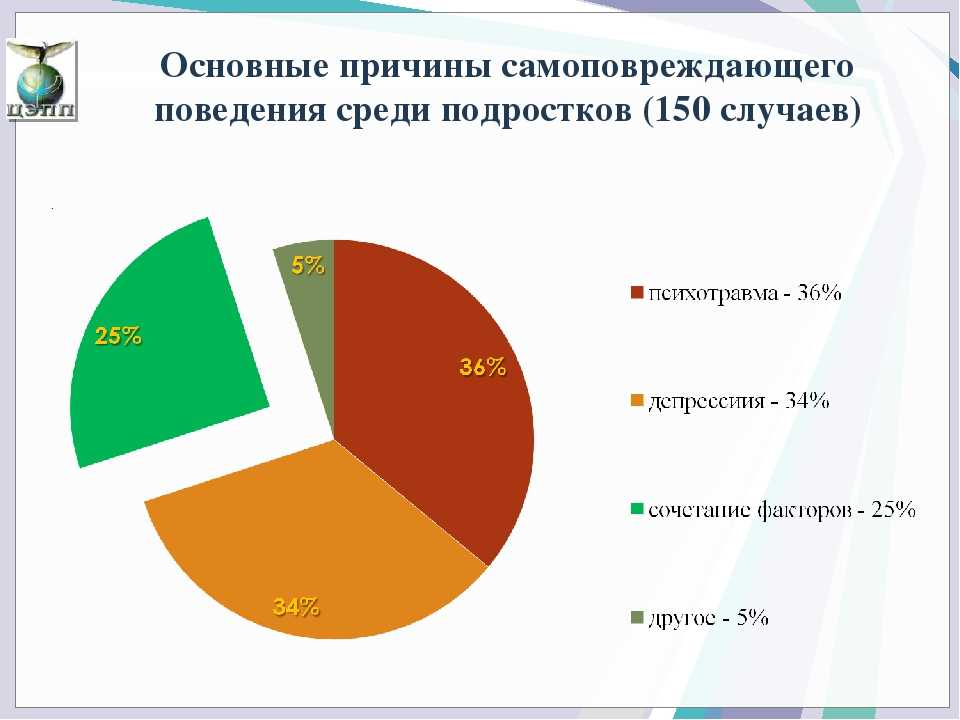 Основные причины самоповреждающего
поведения среди подростков (150 случаев)
ЦЭПП
5%
25%
36%
34%
психотравма - 36%
депрессиия - 34%
сочетание факторов - 25%
другое - 5%